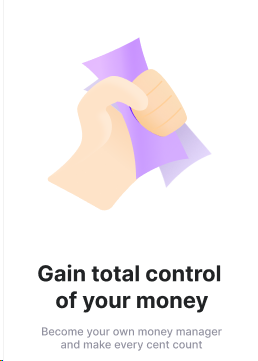 Gain total control
of your money
Become your own money manager
and make every cent count